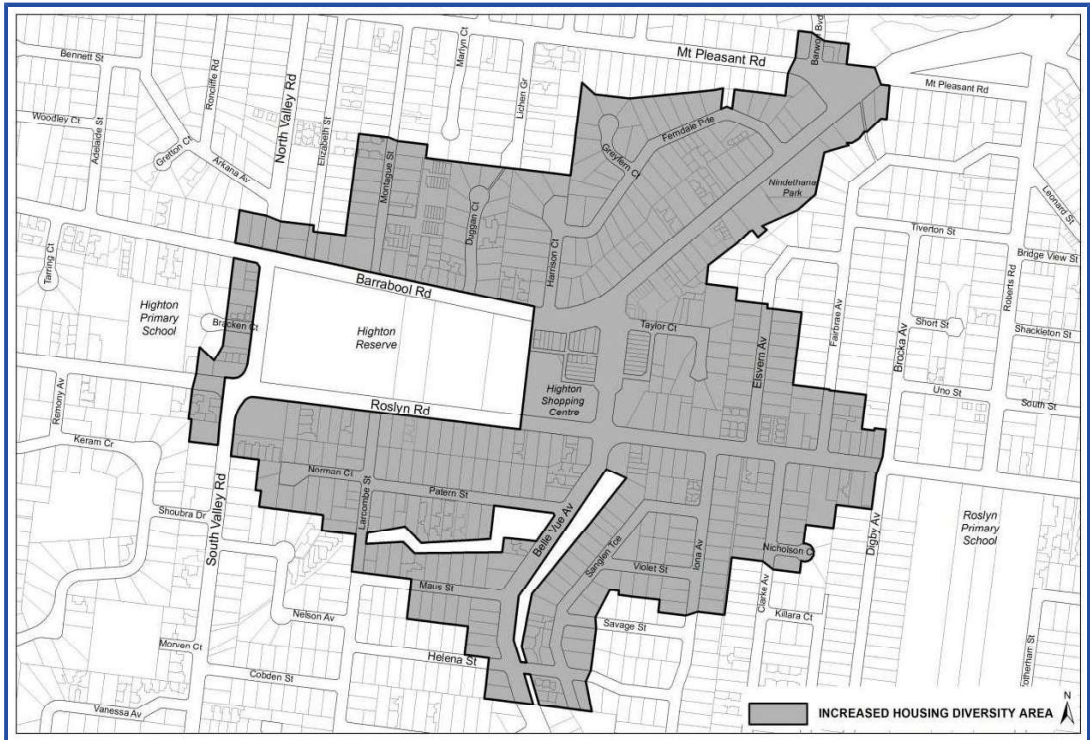 Bennett St
Woodley Ct
Adelaide St
Roncliffe Rd
Gretton Ct
Arkana Av
North Valley Rd
Elizabeth St
Marlyn Ct
Lichen Gr
Mt Pleasant Rd
Barwon Blvd
Mt Pleasant Rd
Montague St
Greyfern Ct
Ferndale Pde
Nindethana
Park
Leonard St
Tarring Ct
Duggan Ct
Harrison Ct
Tiverton St
Bridge View St
Roberts Rd
Highton
Primary
School
Bracken Ct
Barrabool Rd
Highton
Reserve
Taylor Ct
Elsvern Av
Fairbrae Av
Brocka Av
Short St
Shackleton St
Remony Av
Roslyn Rd
Highton
Shopping
Centre
Uno St
South St
Keram Cr
Norman Ct
Larcombe St
Patern St
Belle Vue Av
Shoubra Dr
South Valley Rd
Sanglen Tce
Violet St
Iona Av
Nicholson C
Digby Av
Roslyn
Primary
School
Maus St
Clarke Av
Nelson Av
Savage St
Killara Ct
Morven Ct
Helena St
Cobden St
Vanessa Av
N
INCREASED HOUSING DIVERSITY AREA